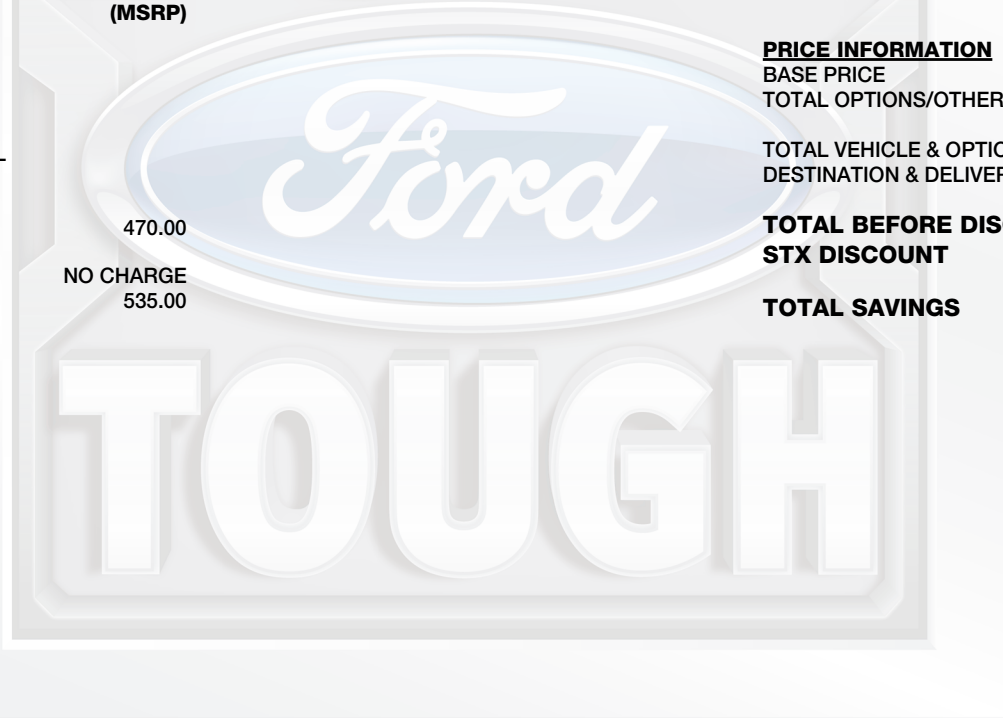 (MSRP)
470.00
NO CHARGE
535.00
PRICE INFORMATION
BASE PRICE
TOTAL OPTIONS/OTHER
TOTAL VEHICLE & OPTIO
DESTINATION & DELIVER
TOTAL BEFORE DIS
STX DISCOUNT
TOTAL SAVINGS
Ford
TOUGH